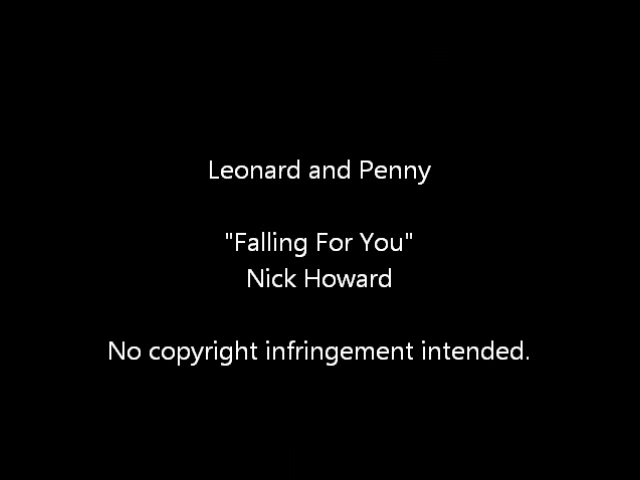 Leonard and Penny
"Falling For You"
Nick Howard
No copyright infringement intended.